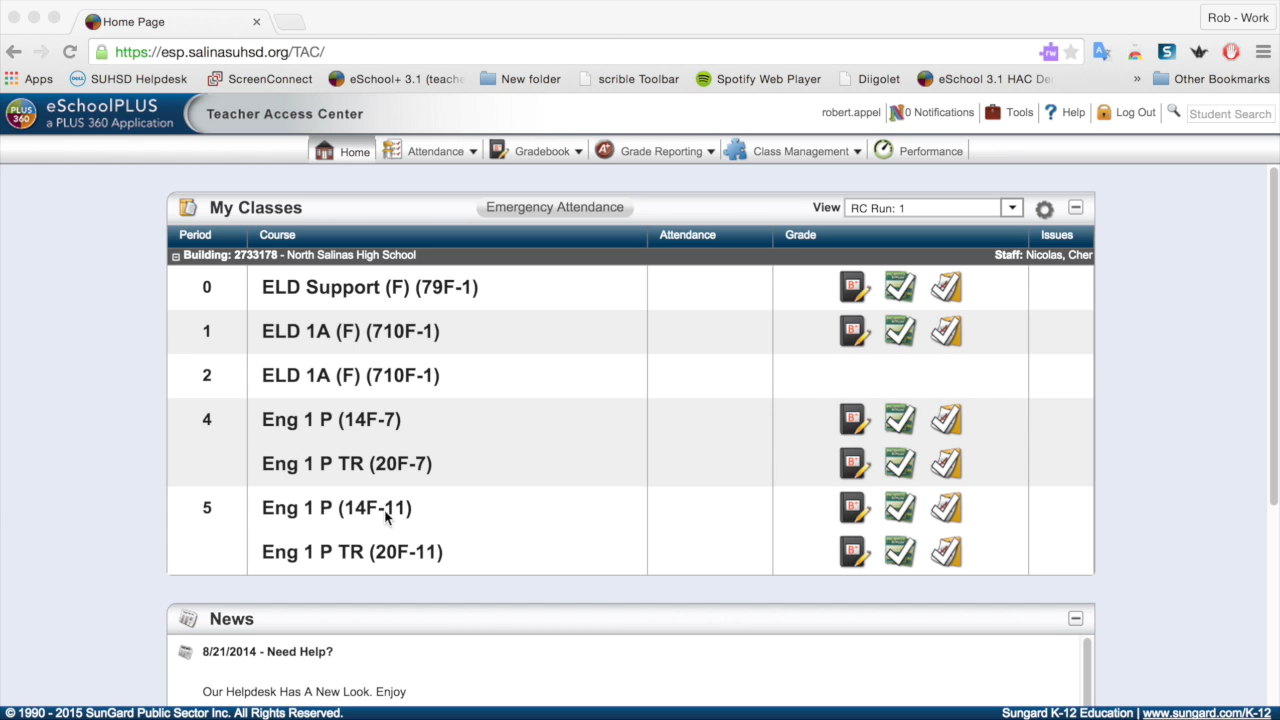 Home Page
Rob - Work
https://esp.salinasuhsd.org/TAC/
rw
Apps SUHSD Helpdesk ScreenConnect eSchool+ 3.1 (teache New folder scrible Toolbar Spotify Web Player Diigolet eSchool 3.1 HAC De » Other Bookmarks
PLUS 360
eSchoolPLUS
a PLUS 360 Application
Teacher Access Center
robert.appel 0 Notifications Tools Help Log Out Student Search
Home Attendance Gradebook Grade Reporting Class Management Performance
My Classes Emergency Attendance View RC Run: 1
Period Course Attendance Grade Issues
Building: 2733178 - North Salinas High School Staff: Nicolas, Cher
0 ELD Support (F) (79F-1)
1 ELD 1A (F) (710F-1)
2 ELD 1A (F) (710F-1)
4 Eng 1 P (14F-7)
Eng 1 P TR (20F-7)
5 Eng 1 P (14F-11)
Eng 1 P TR (20F-11)
News
8/21/2014 - Need Help?
Our Helpdesk Has A New Look. Enjoy
© 1990 - 2015 SunGard Public Sector Inc. All Rights Reserved. Sungard K-12 Education | www.sungard.com/K-12